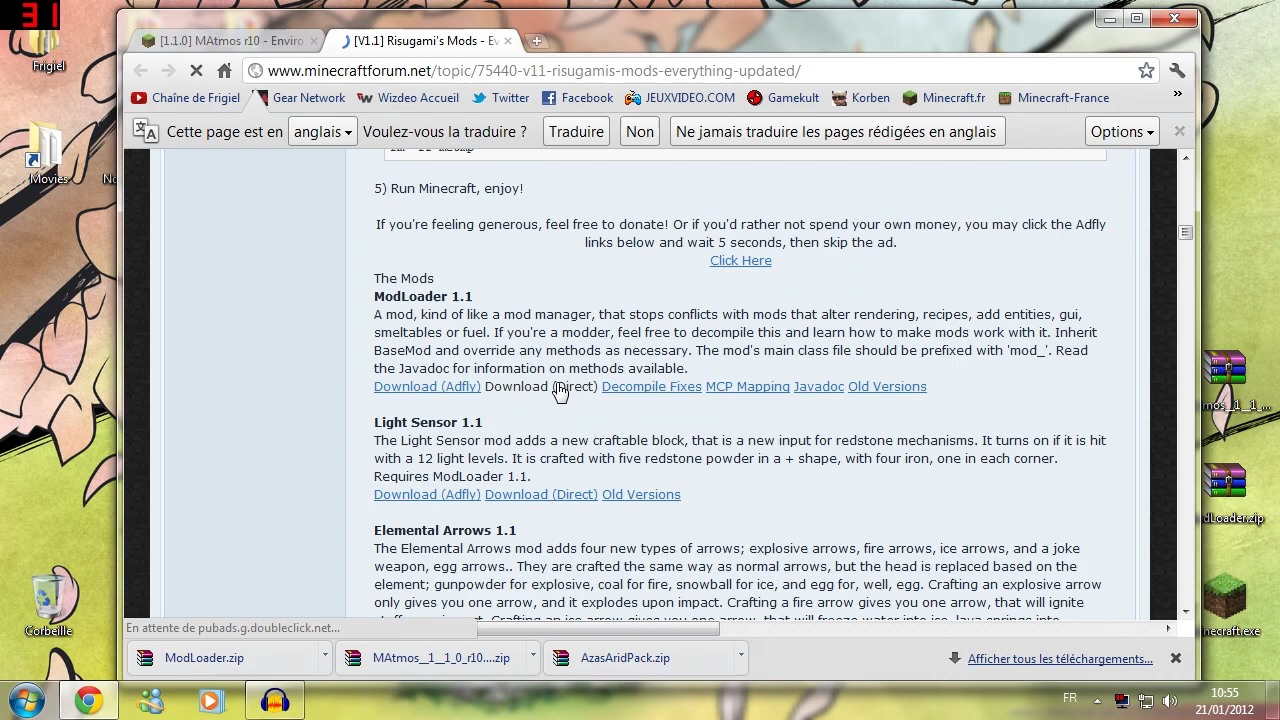 31
Frigiel
Movies
Corbeille
[1.1.0] MAtmos r10 - Enviro
[V1.1] Risugami's Mods - Ev
www.minecraftforum.net/topic/75440-v11-risugamis-mods-everything-updated/
Chaîne de Frigiel Gear Network Wizdeo Accueil Twitter Facebook JEUXVIDEO.COM Gamekult Korben Minecraft.fr Minecraft-France »
Cette page est en anglais Voulez-vous la traduire ? Traduire Non Ne jamais traduire les pages rédigées en anglais Options
5) Run Minecraft, enjoy!
If you're feeling generous, feel free to donate! Or if you'd rather not spend your own money, you may click the Adfly
links below and wait 5 seconds, then skip the ad.
Click Here
The Mods
ModLoader 1.1
A mod, kind of like a mod manager, that stops conflicts with mods that alter rendering, recipes, add entities, gui,
smeltables or fuel. If you're a modder, feel free to decompile this and learn how to make mods work with it. Inherit
BaseMod and override any methods as necessary. The mod's main class file should be prefixed with 'mod_'. Read
the Javadoc for information on methods available.
Download (Adfly) Download (Direct) Decompile Fixes MCP Mapping Javadoc Old Versions
Light Sensor 1.1
The Light Sensor mod adds a new craftable block, that is a new input for redstone mechanisms. It turns on if it is hit
with a 12 light levels. It is crafted with five redstone powder in a + shape, with four iron, one in each corner.
Requires ModLoader 1.1.
Download (Adfly) Download (Direct) Old Versions
Elemental Arrows 1.1
The Elemental Arrows mod adds four new types of arrows; explosive arrows, fire arrows, ice arrows, and a joke
weapon, egg arrows.. They are crafted the same way as normal arrows, but the head is replaced based on the
element; gunpowder for explosive, coal for fire, snowball for ice, and egg for, well, egg. Crafting an explosive arrow
only gives you one arrow, and it explodes upon impact. Crafting a fire arrow gives you one arrow, that will ignite
En attente de pubads.g.doubleclick.net...
ModLoader.zip
MAtmos__1__1_0_r10....zip
AzasAridPack.zip
Afficher tous les téléchargements...
mos_1__1_...
dLoader.zip
necraft.exe
FR
10:55
21/01/2012